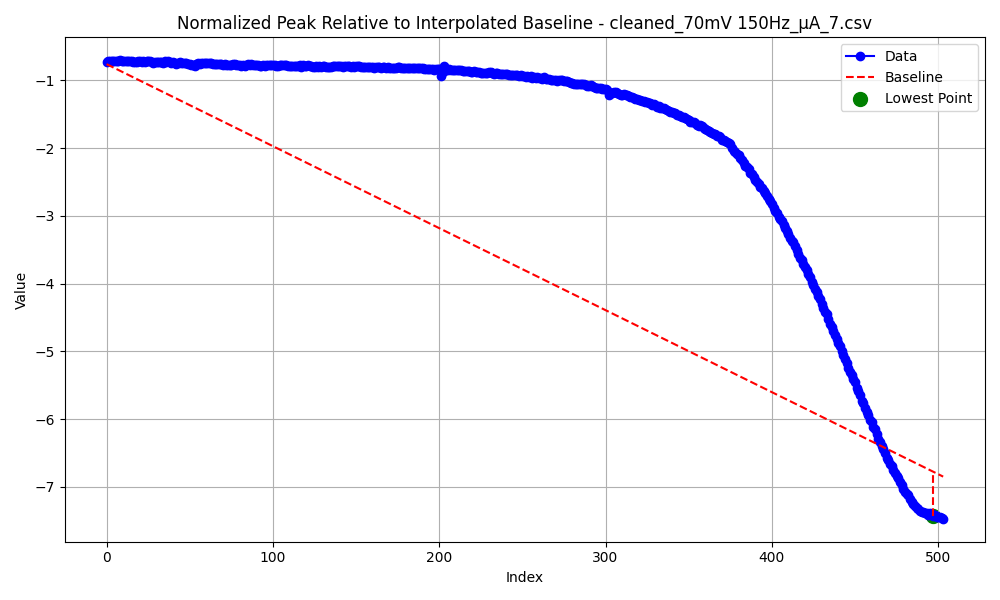 Normalized Peak Relative to Interpolated Baseline - cleaned_70mV 150Hz_μA_7.csv
Data
Baseline
Lowest Point
Value
−1
−2
−3
−4
−5
−6
−7
0 100 200 300 400 500
Index